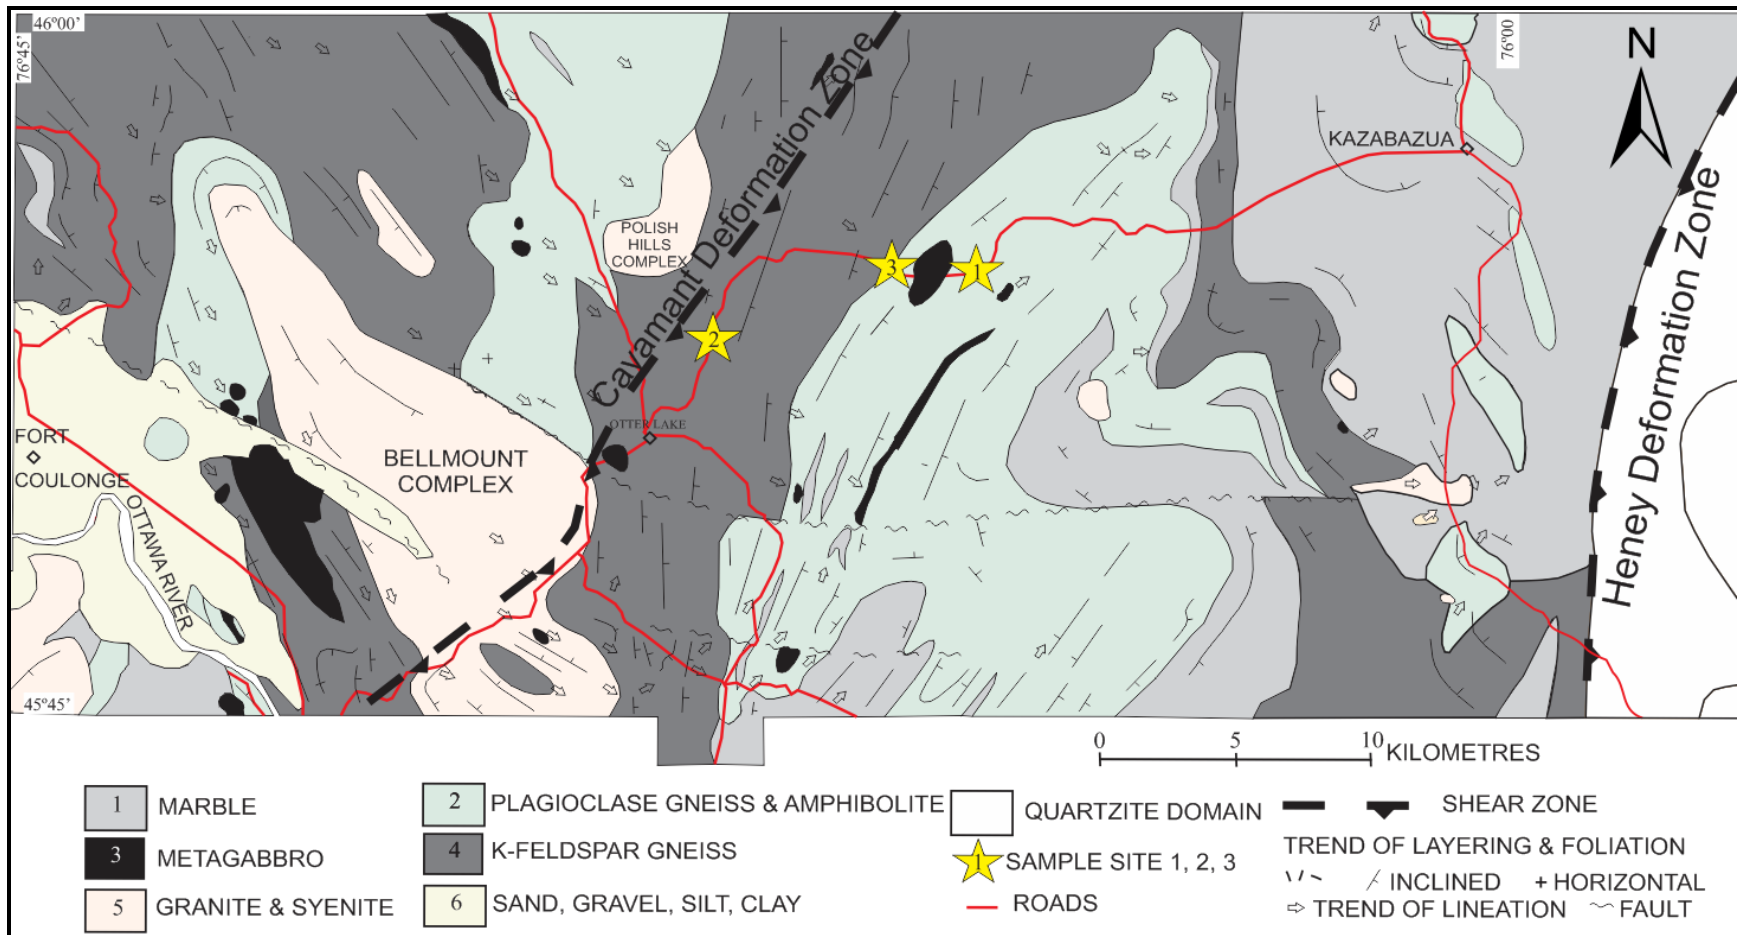 46°00'
76°45'
76°00
N
Cayamant Deformation Zone
KAZABAZUA
POLISH
HILLS
COMPLEX
3
1
2
OTTER LAKE
Heney Deformation Zone
FORT
COULONGE
BELLMOUNT
COMPLEX
OTTAWA RIVER
45°45'
0 5 10
KILOMETRES
1 MARBLE
2 PLAGIOCLASE GNEISS & AMPHIBOLITE
QUARTZITE DOMAIN
SHEAR ZONE
3 METAGABBRO
4 K-FELDSPAR GNEISS
1 SAMPLE SITE 1, 2, 3
TREND OF LAYERING & FOLIATION
INCLINED + HORIZONTAL
5 GRANITE & SYENITE
6 SAND, GRAVEL, SILT, CLAY
ROADS
TREND OF LINEATION
FAULT